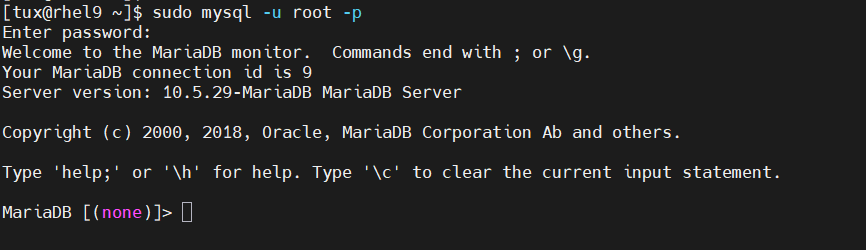 [tux@rhel9 ~]$ sudo mysql -u root -p
Enter password:
Welcome to the MariaDB monitor.  Commands end with ; or \g.
Your MariaDB connection id is 9
Server version: 10.5.29-MariaDB MariaDB Server
Copyright (c) 2000, 2018, Oracle, MariaDB Corporation Ab and others.
Type 'help;' or '\h' for help. Type '\c' to clear the current input statement.
MariaDB [(none)]>